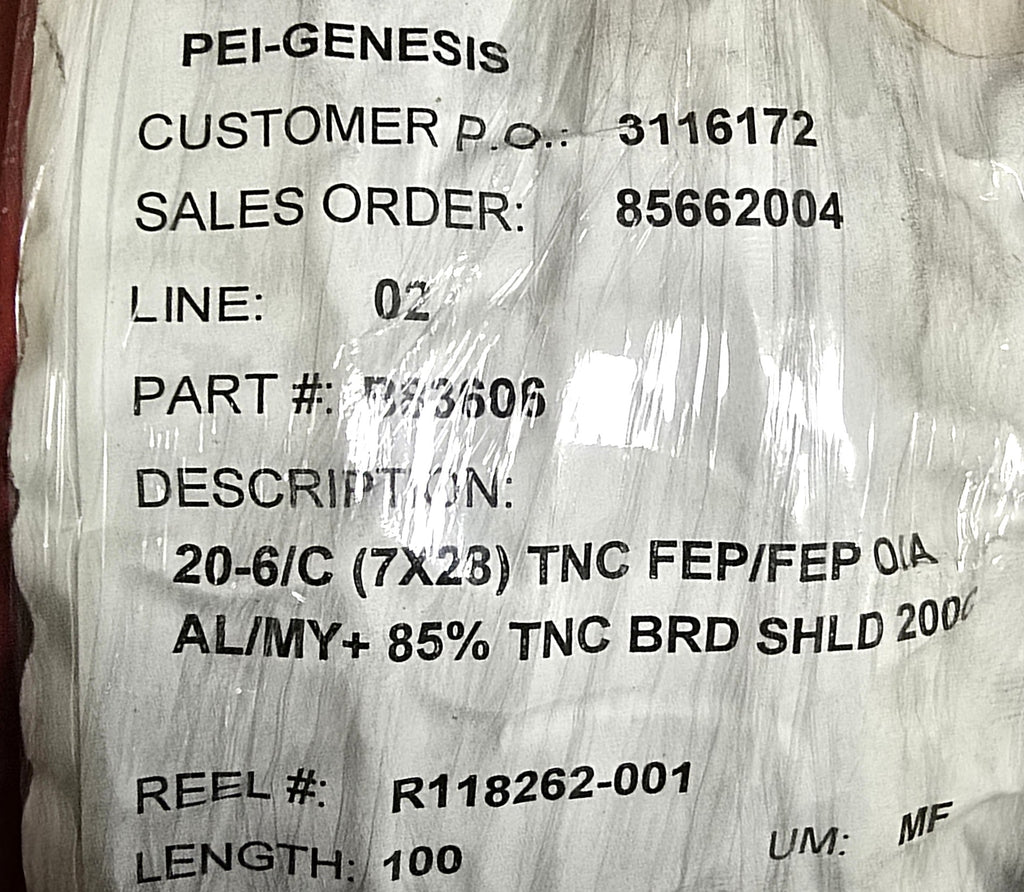 PEI-GENESIS
CUSTOMER P.O.: 3116172
SALES ORDER: 85662004
LINE: 02
PART #:
DESCRIPTION:
20-6/C (7X28) TNC FEP/FEP O/A
AL/MY+ 85% TNC BRD SHLD
REEL #: R118262-001
LENGTH: 100 UM: MF